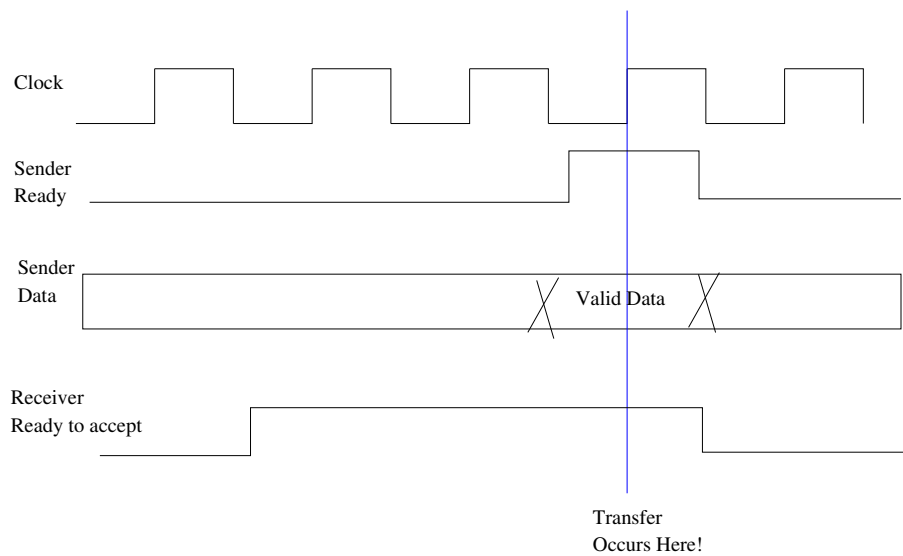 Clock
Sender
Ready
Sender
Data
Valid Data
Receiver
Ready to accept
Transfer
Occurs Here!